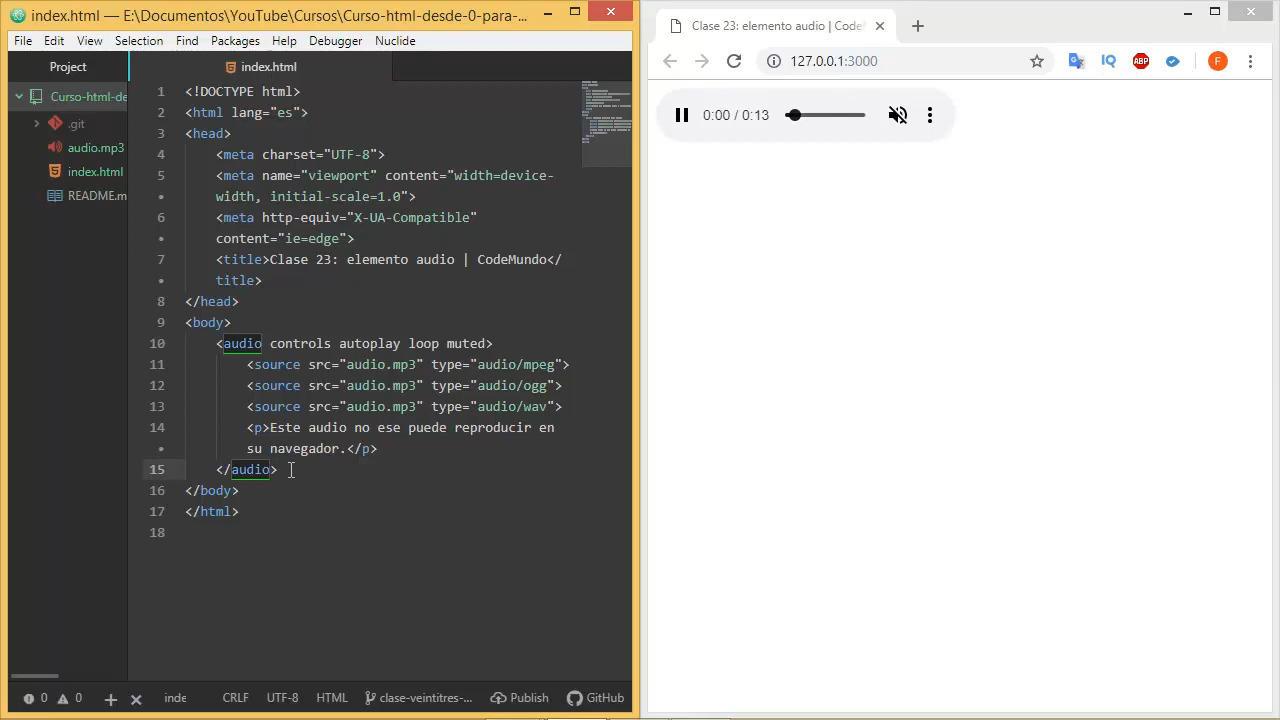 index.html — E:\Documentos\YouTube\Cursos\Curso-html-desde-0-para-...
File Edit View Selection Find Packages Help Debugger Nuclide
Project
index.html
Curso-html-de
.git
audio.mp3
index.html
README.m
1 <!DOCTYPE html>
2 <html lang="es">
3 <head>
4 <meta charset="UTF-8">
5 <meta name="viewport" content="width=device-
• width, initial-scale=1.0">
6 <meta http-equiv="X-UA-Compatible"
• content="ie=edge">
7 <title>Clase 23: elemento audio | CodeMundo</
• title>
8 </head>
9 <body>
10 <audio controls autoplay loop muted>
11 <source src="audio.mp3" type="audio/mpeg">
12 <source src="audio.mp3" type="audio/ogg">
13 <source src="audio.mp3" type="audio/wav">
14 <p>Este audio no ese puede reproducir en
• su navegador.</p>
15 </audio>
16 </body>
17 </html>
18
0 0 inde CRLF UTF-8 HTML clase-veintitres-... Publish GitHub
Clase 23: elemento audio | Code
127.0.0.1:3000
IQ ABP F
0:00 / 0:13